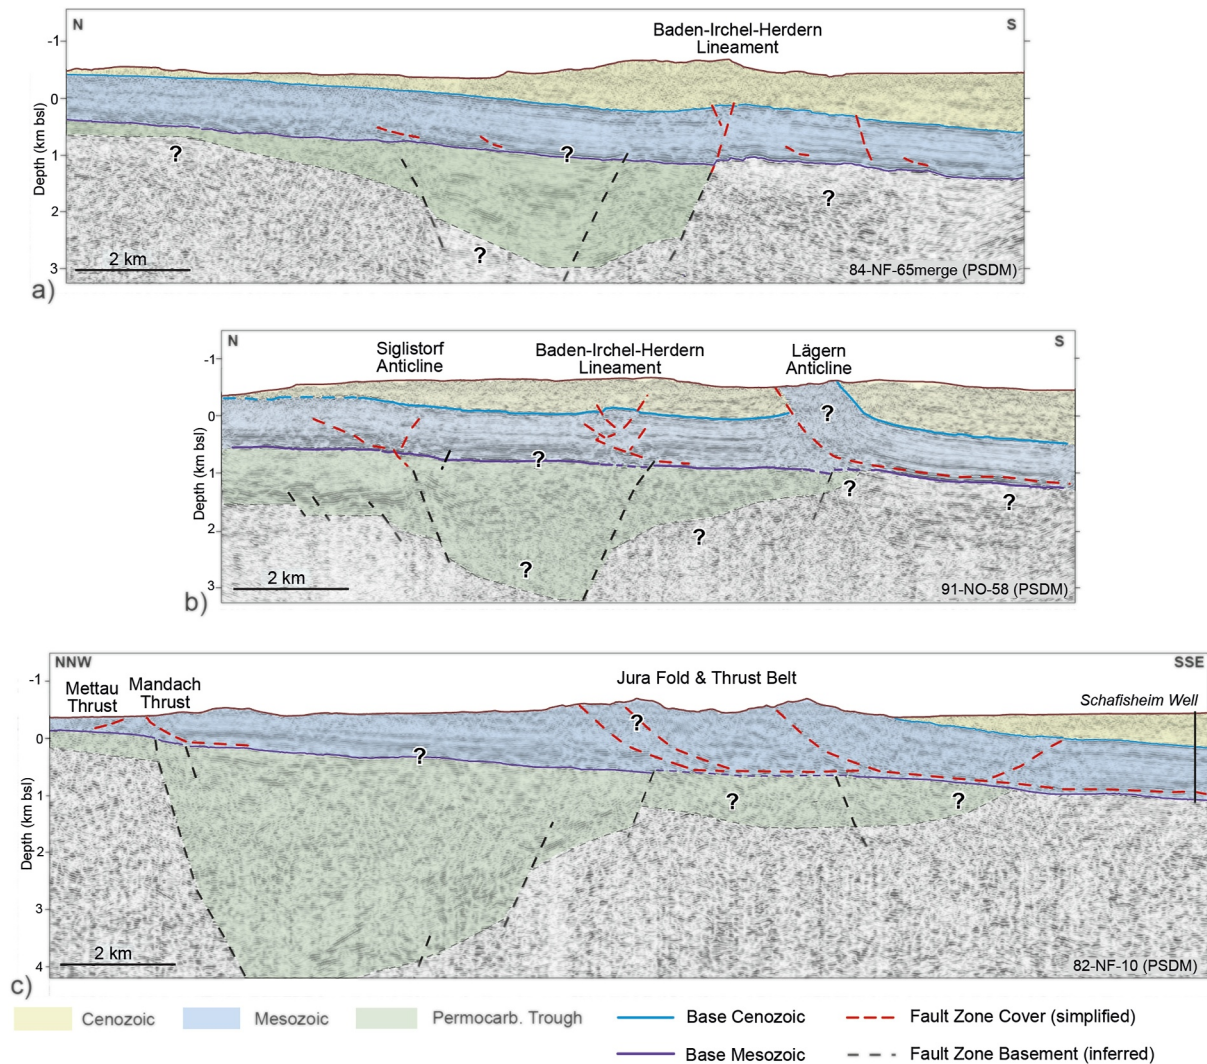 N
S
Baden-Irchel-Herdern
Lineament
-1
0
1
2
3
Depth (km bsl)
?
?
?
?
2 km
84-NF-65merge (PSDM)
a)
N
S
Siglistorf
Anticline
Baden-Irchel-Herdern
Lineament
Lägern
Anticline
-1
0
1
2
3
Depth (km bsl)
?
?
?
?
?
?
2 km
91-NO-58 (PSDM)
b)
NNW
SSE
Mettau
Thrust
Mandach
Thrust
Jura Fold & Thrust Belt
Schafisheim Well
-1
0
1
2
3
4
Depth (km bsl)
?
?
?
?
2 km
82-NF-10 (PSDM)
c)
Cenozoic
Mesozoic
Permocarb. Trough
Base Cenozoic
Fault Zone Cover (simplified)
Base Mesozoic
Fault Zone Basement (inferred)